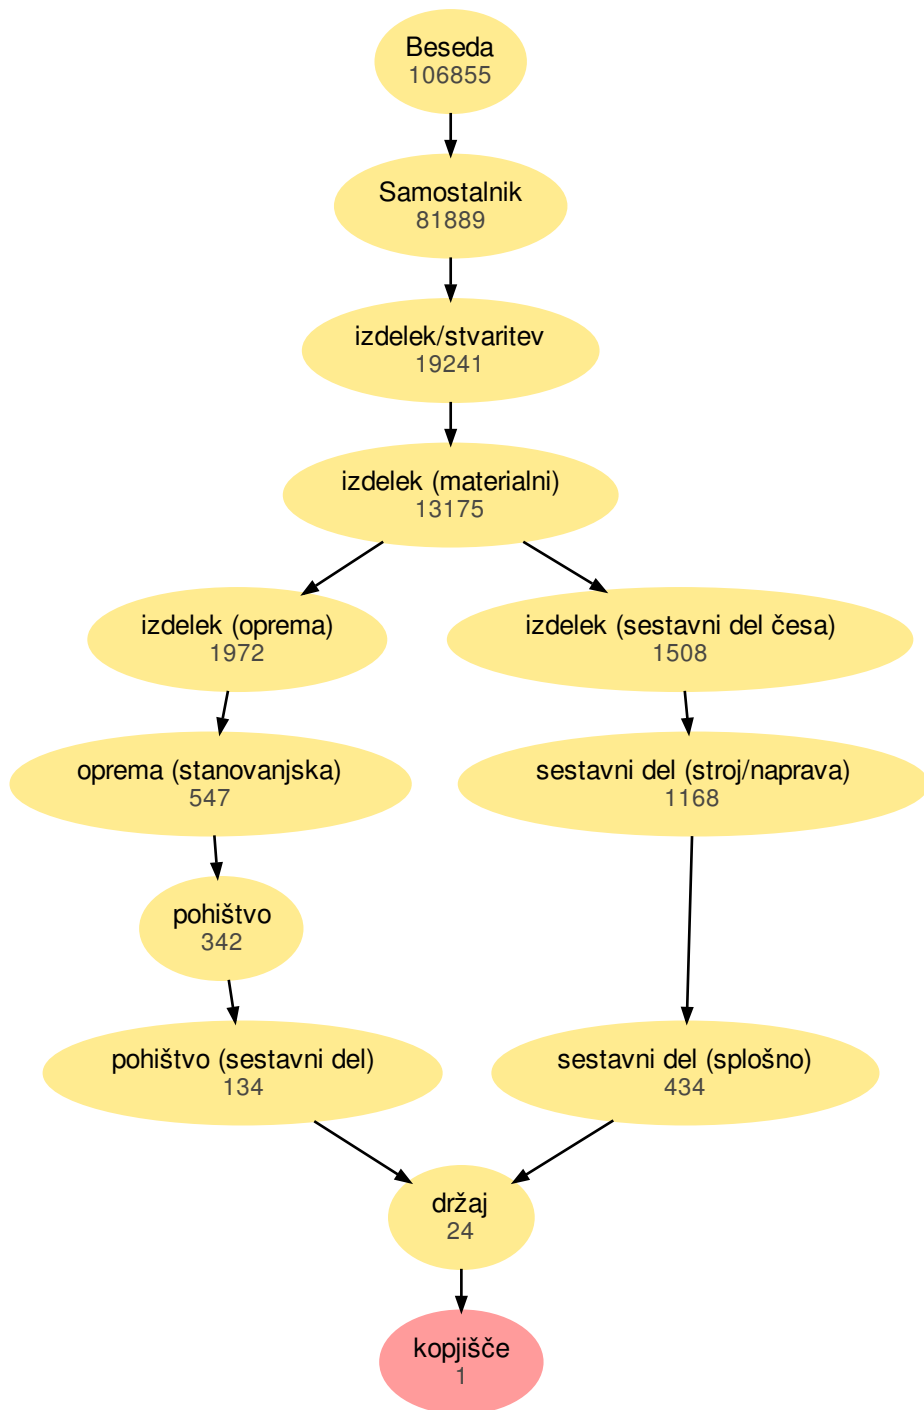 Beseda
106855
Samostalnik
81889
izdelek/stvaritev
19241
izdelek (materialni)
13175
izdelek (oprema)
1972
izdelek (sestavni del česa)
1508
oprema (stanovanjska)
547
sestavni del (stroj/naprava)
1168
pohištvo
342
pohištvo (sestavni del)
134
sestavni del (splošno)
434
držaj
24
kopjišče
1